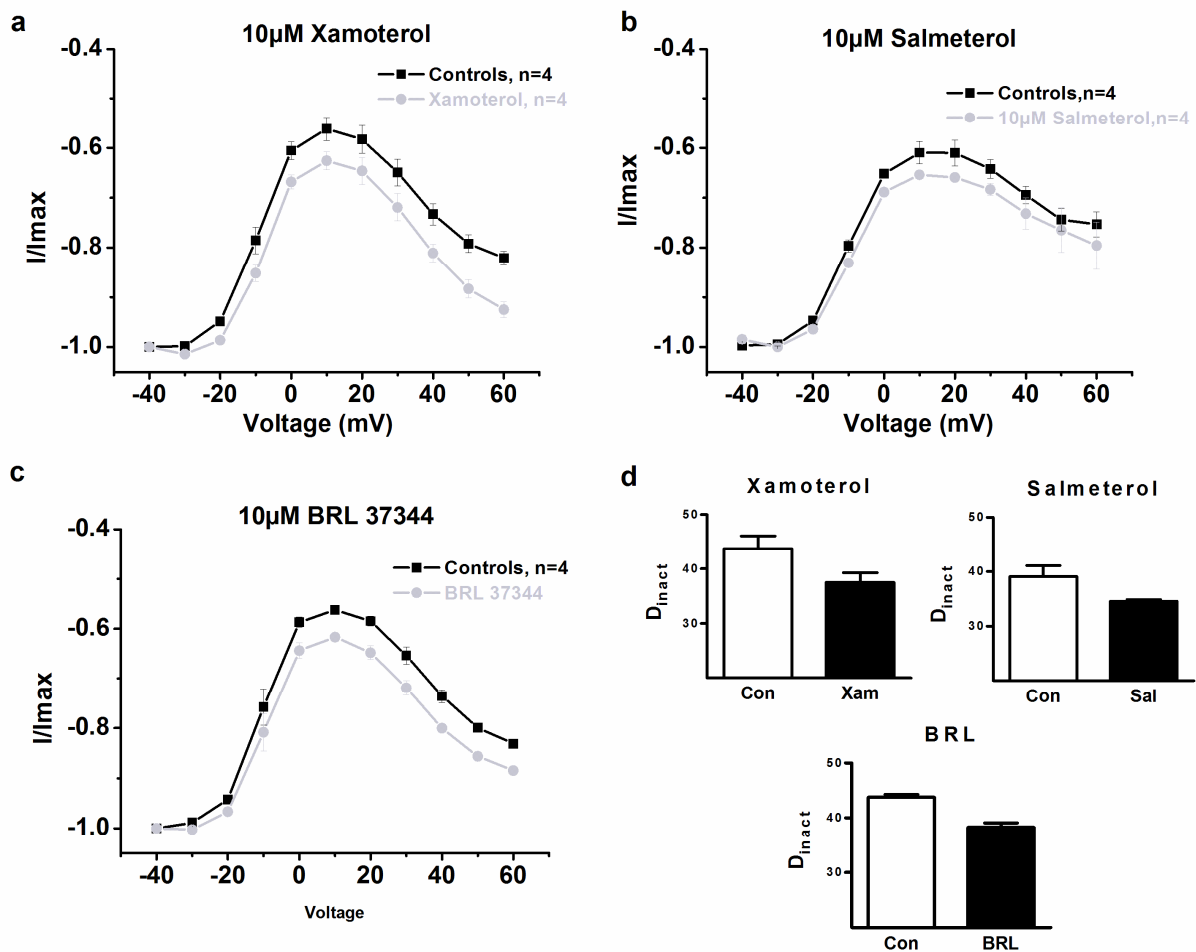 a
10µM Xamoterol
Controls, n=4
Xamoterol, n=4
-0.4
-0.6
-0.8
-1.0
I/Imax
-40 -20 0 20 40 60
Voltage (mV)
b
10µM Salmeterol
Controls,n=4
10µM Salmeterol,n=4
-0.4
-0.6
-0.8
-1.0
I/Imax
-40 -20 0 20 40 60
Voltage (mV)
c
10µM BRL 37344
Controls, n=4
BRL 37344
-0.4
-0.6
-0.8
-1.0
I/Imax
-40 -20 0 20 40 60
Voltage
d
Xamoterol
50
40
30
Dinact
Con Xam
Salmeterol
50
40
30
Dinact
Con Sal
BRL
50
40
30
Dinact
Con BRL